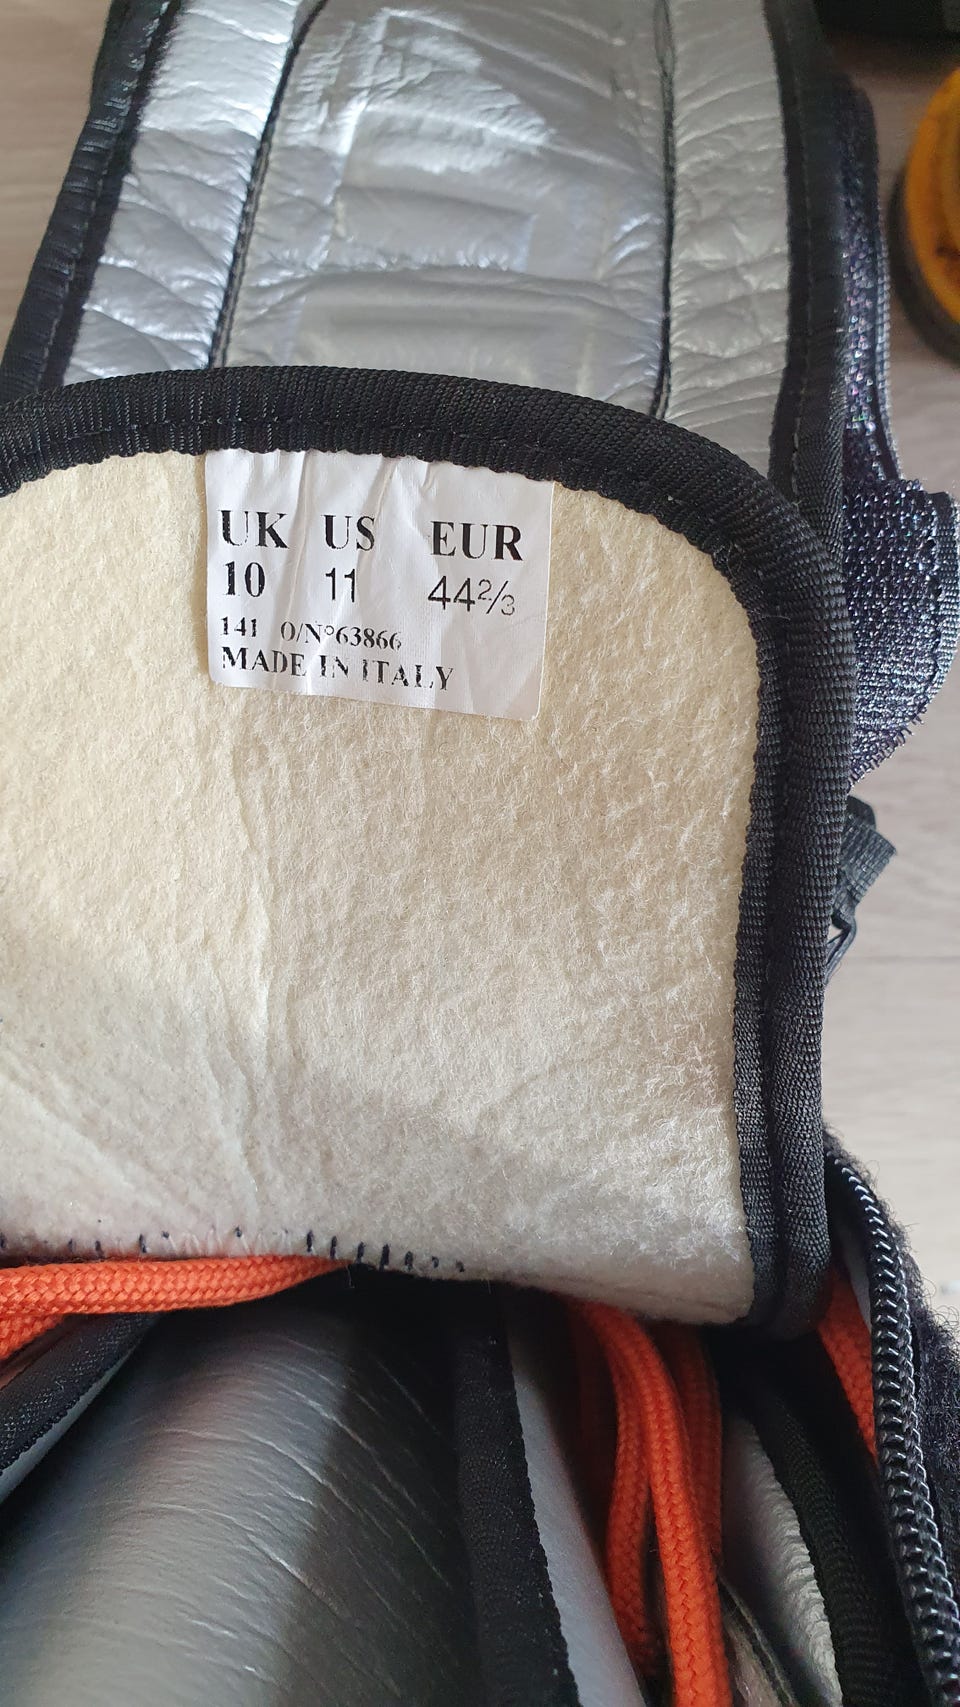 UK US EUR
10 11 44⅔
141 O/N°63866
MADE IN ITALY